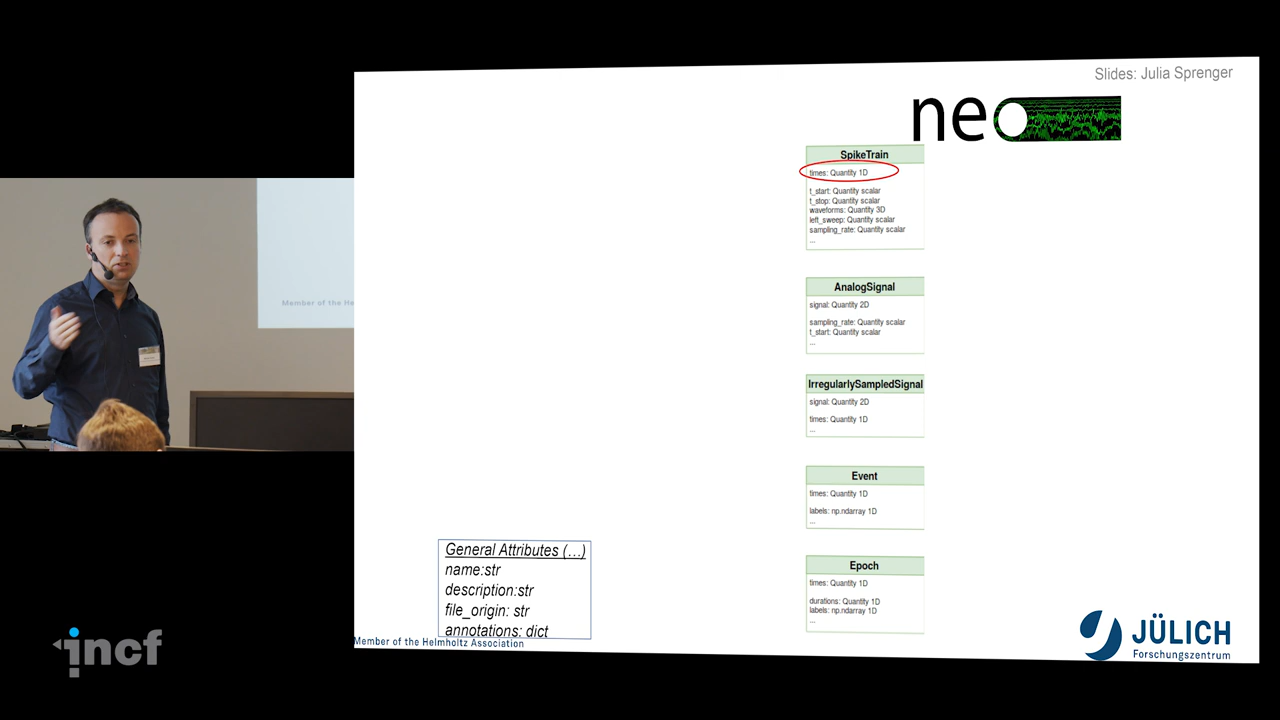 Slides: Julia Sprenger
neo
SpikeTrain
times: Quantity 1D
t_start: Quantity scalar
t_stop: Quantity scalar
waveforms: Quantity 3D
left_sweep: Quantity scalar
sampling_rate: Quantity scalar
...
AnalogSignal
signal: Quantity 2D
sampling_rate: Quantity scalar
t_start: Quantity scalar
...
IrregularlySampledSignal
signal: Quantity 2D
times: Quantity 1D
...
Event
times: Quantity 1D
labels: np.ndarray 1D
...
Epoch
times: Quantity 1D
durations: Quantity 1D
labels: np.ndarray 1D
...
General Attributes (…)
name:str
description:str
file_origin: str
annotations: dict
Member of the Helmholtz Association
JÜLICH
Forschungszentrum
Member of the He
incf